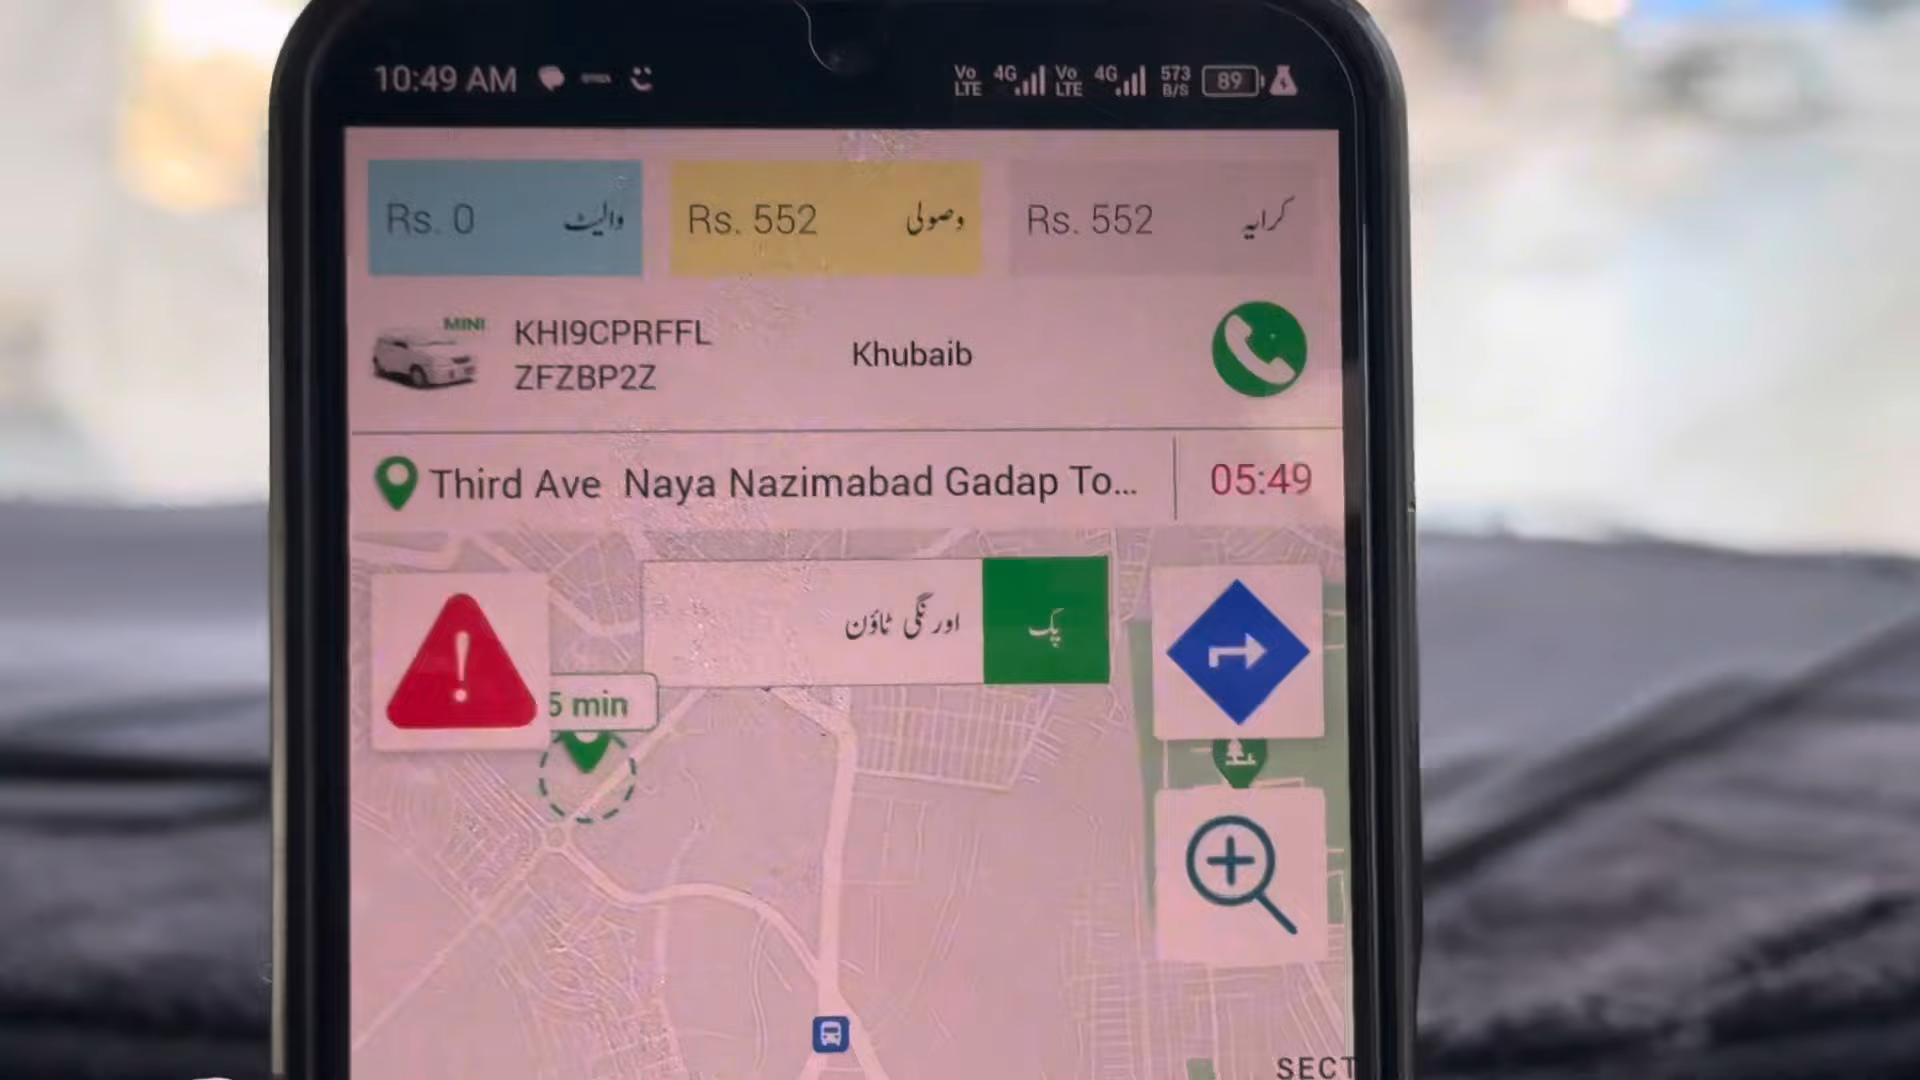 10:49 AM
Vo LTE 4G Vo LTE 4G 573 B/S 89
Rs. 0 والیٹ
Rs. 552 وصولی
Rs. 552 کرایہ
MINI
KHI9CPRFFL
ZFZBP2Z
Khubaib
Third Ave Naya Nazimabad Gadap To...
05:49
اورنگی ٹاؤن
پک
5 min
SECT